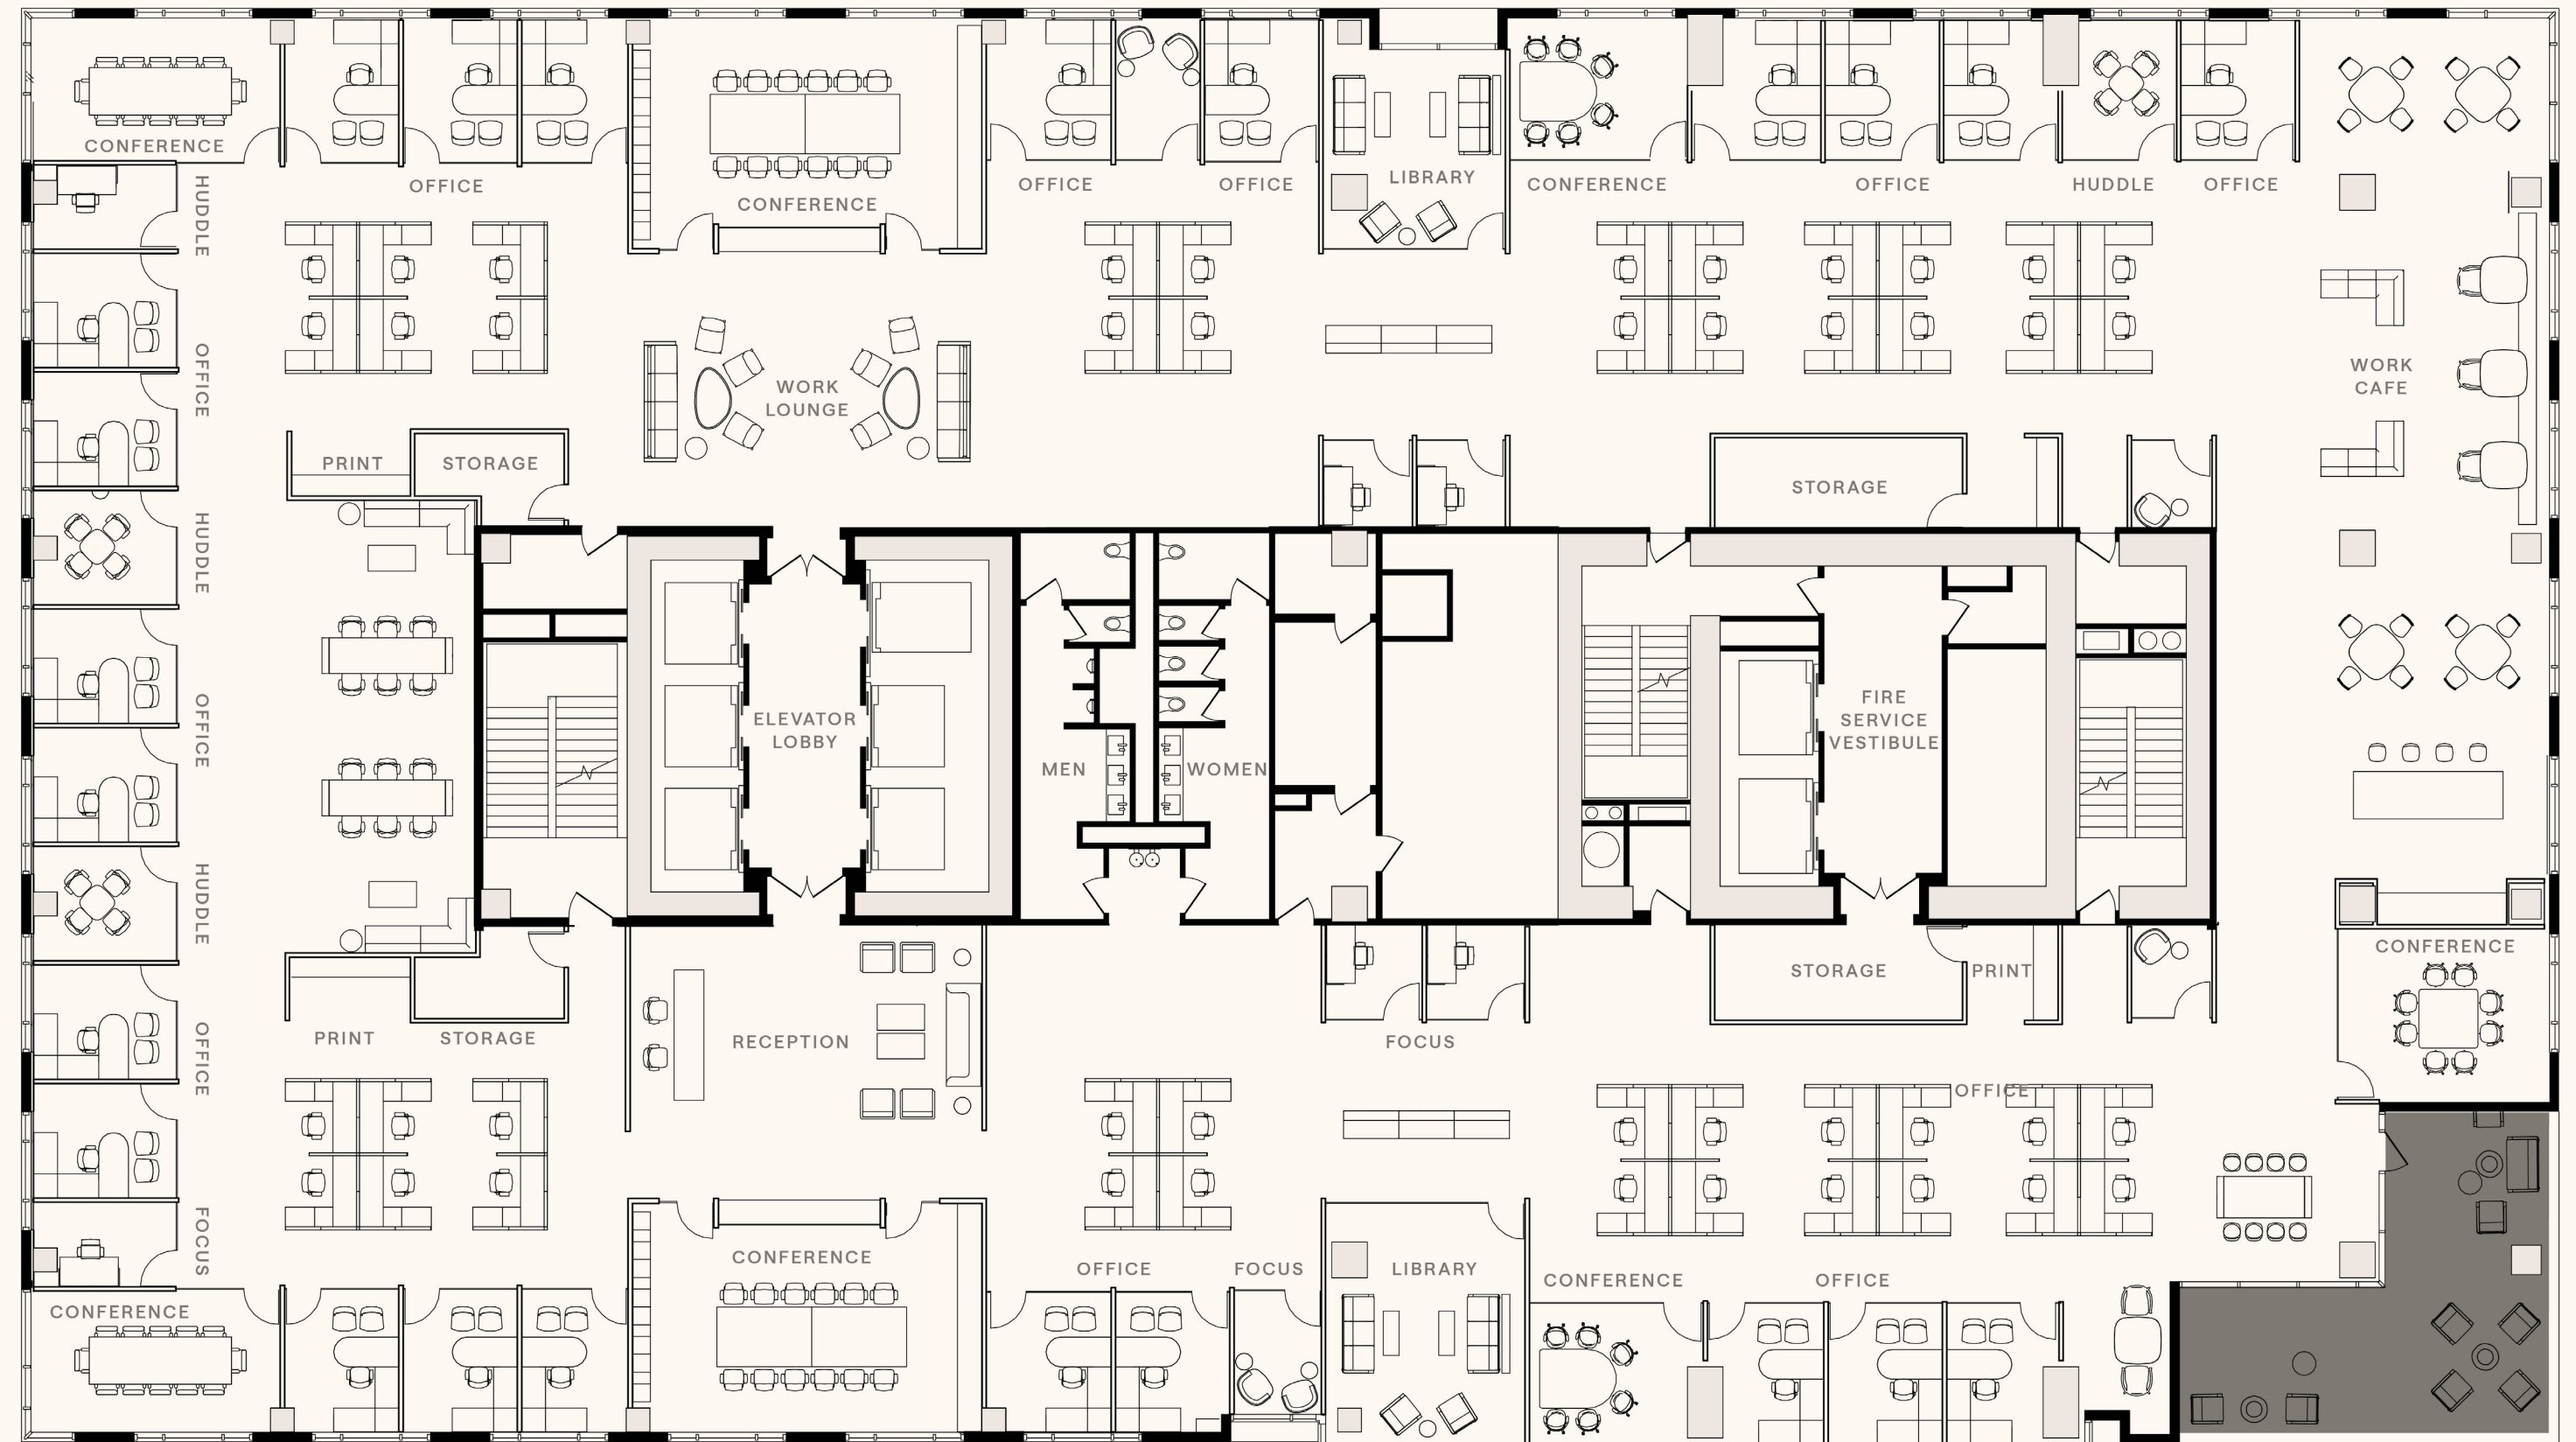 CONFERENCE
HUDDLE
OFFICE
CONFERENCE
OFFICE
OFFICE
LIBRARY
CONFERENCE
OFFICE
HUDDLE
OFFICE
OFFICE
WORK
LOUNGE
WORK
CAFE
PRINT
STORAGE
STORAGE
HUDDLE
OFFICE
ELEVATOR
LOBBY
MEN
WOMEN
FIRE
SERVICE
VESTIBULE
HUDDLE
CONFERENCE
STORAGE
PRINT
PRINT
STORAGE
RECEPTION
FOCUS
OFFICE
OFFICE
FOCUS
CONFERENCE
OFFICE
FOCUS
LIBRARY
CONFERENCE
OFFICE
CONFERENCE